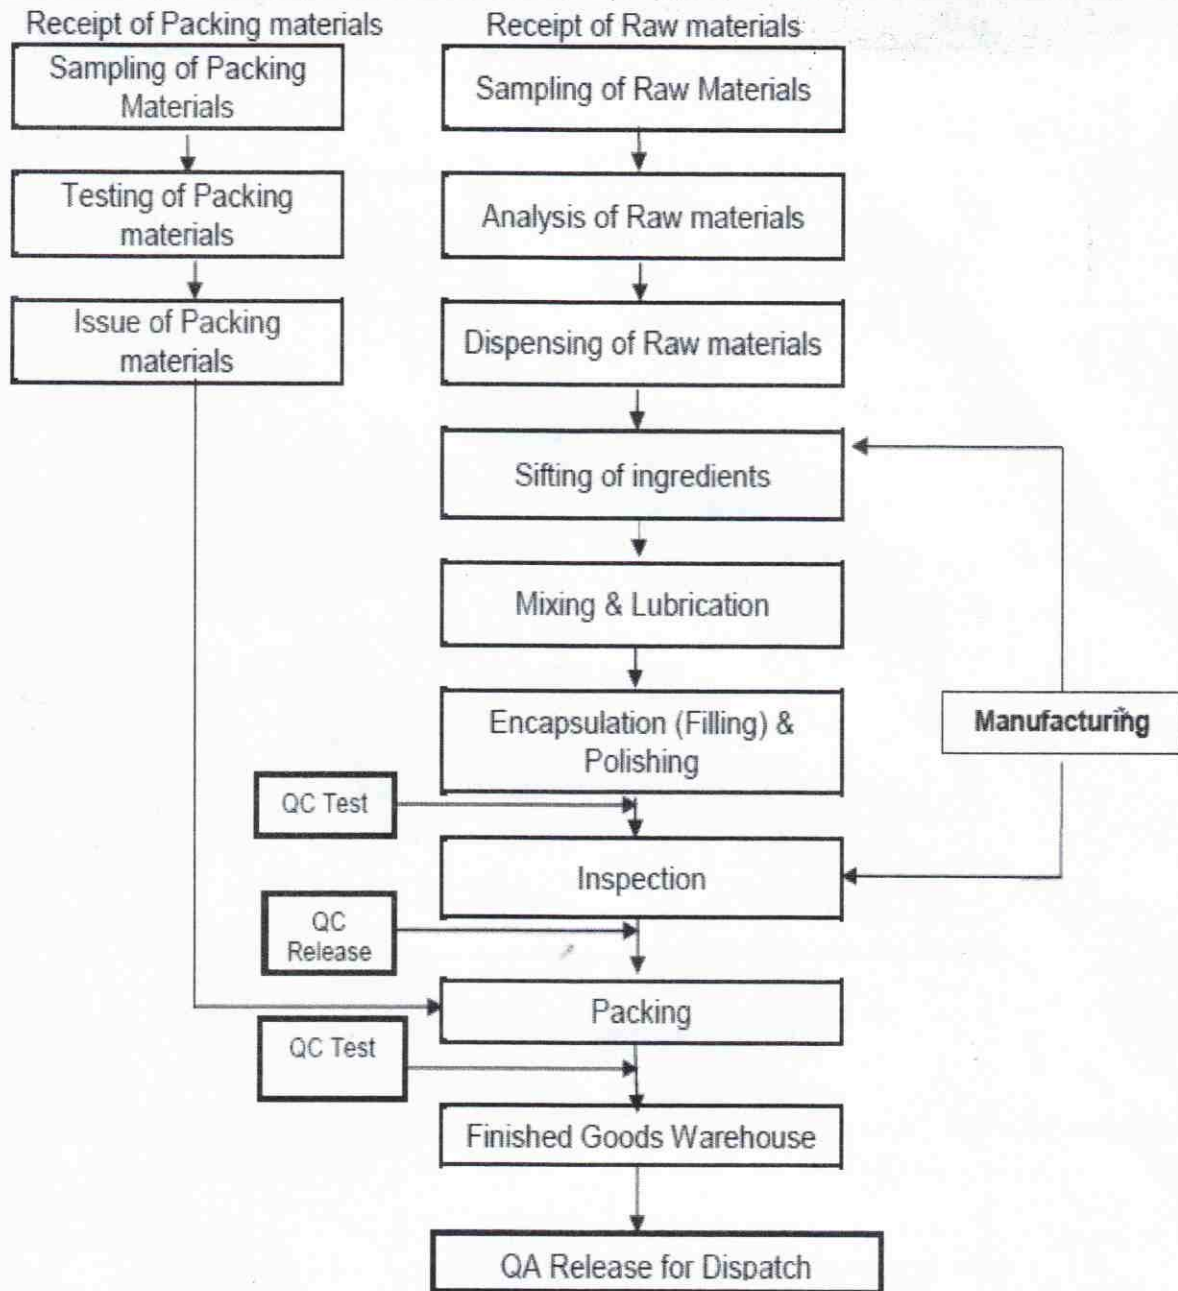 Receipt of Packing materials
Sampling of Packing
Materials
Testing of Packing
materials
Issue of Packing
materials
Receipt of Raw materials
Sampling of Raw Materials
Analysis of Raw materials
Dispensing of Raw materials
Sifting of ingredients
Mixing & Lubrication
Encapsulation (Filling) &
Polishing
Manufacturing
QC Test
Inspection
QC
Release
Packing
QC Test
Finished Goods Warehouse
QA Release for Dispatch